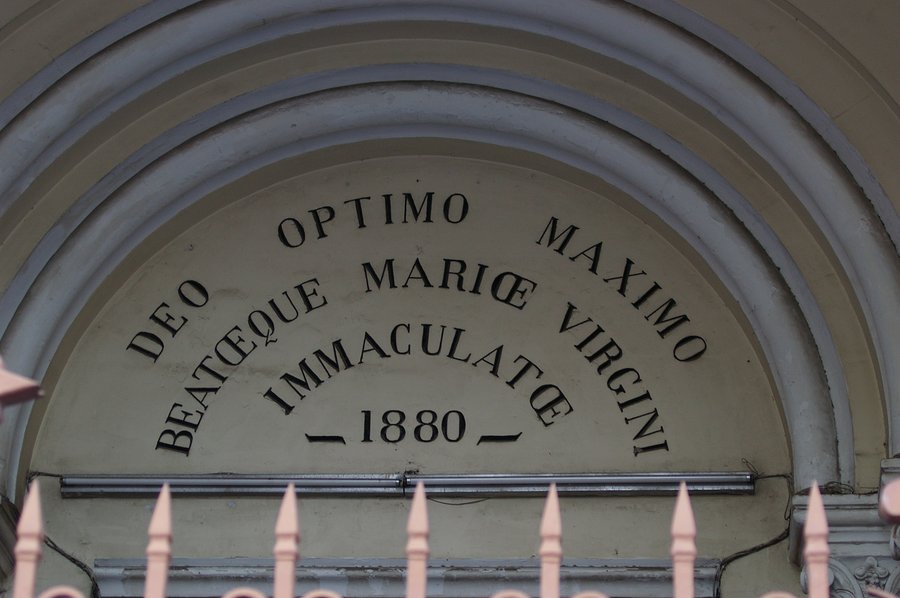 DEO OPTIMO MAXIMO
BEATŒQUE MARIŒ VIRGINI
IMMACULATŒ
1880